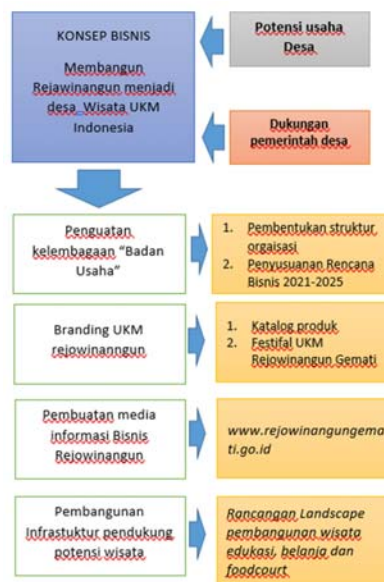 KONSEP BISNIS
Membangun
Rejawinangun menjadi
desa Wisata UKM
Indonesia
Potensi usaha
Desa
Dukungan
pemerintah desa
Penguatan
kelembagaan "Badan
Usaha"
1. Pembentukan struktur
orgaisasi
2. Penyusuanan Rencana
Bisnis 2021-2025
Branding UKM
rejowinanngun
1. Katalog produk
2. Festifal UKM
Rejowinangun Gemati
Pembuatan media
informasi Bisnis
Rejowinangun
www.rejowinangungema
ti.go.id
Pembangunan
Infrastuktur pendukung
potensi wisata
Rancangan Landscape
pembangunan wisata
edukasi, belanja dan
foodcourt